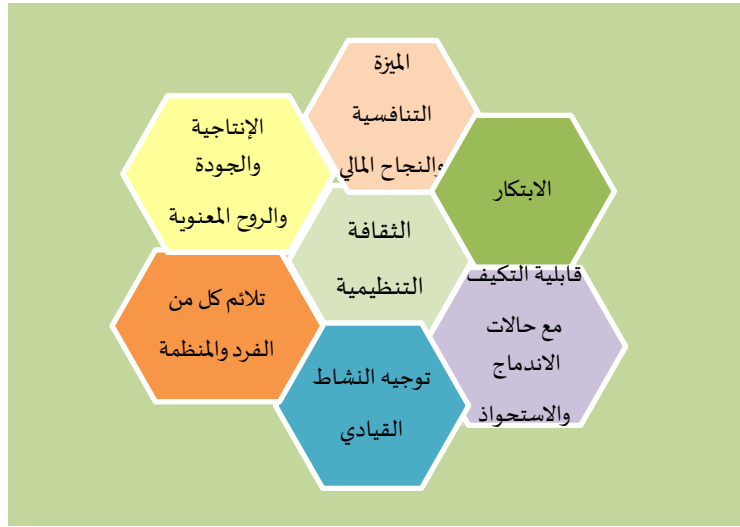 الميزة
التنافسية
والنجاح المالي
الابتكار
قابلية التكيف
مع حالات
الاندماج
والاستحواذ
توجيه النشاط
القيادي
تلائم كل من
الفرد والمنظمة
الإنتاجية
والجودة
والروح المعنوية
الثقافة
التنظيمية